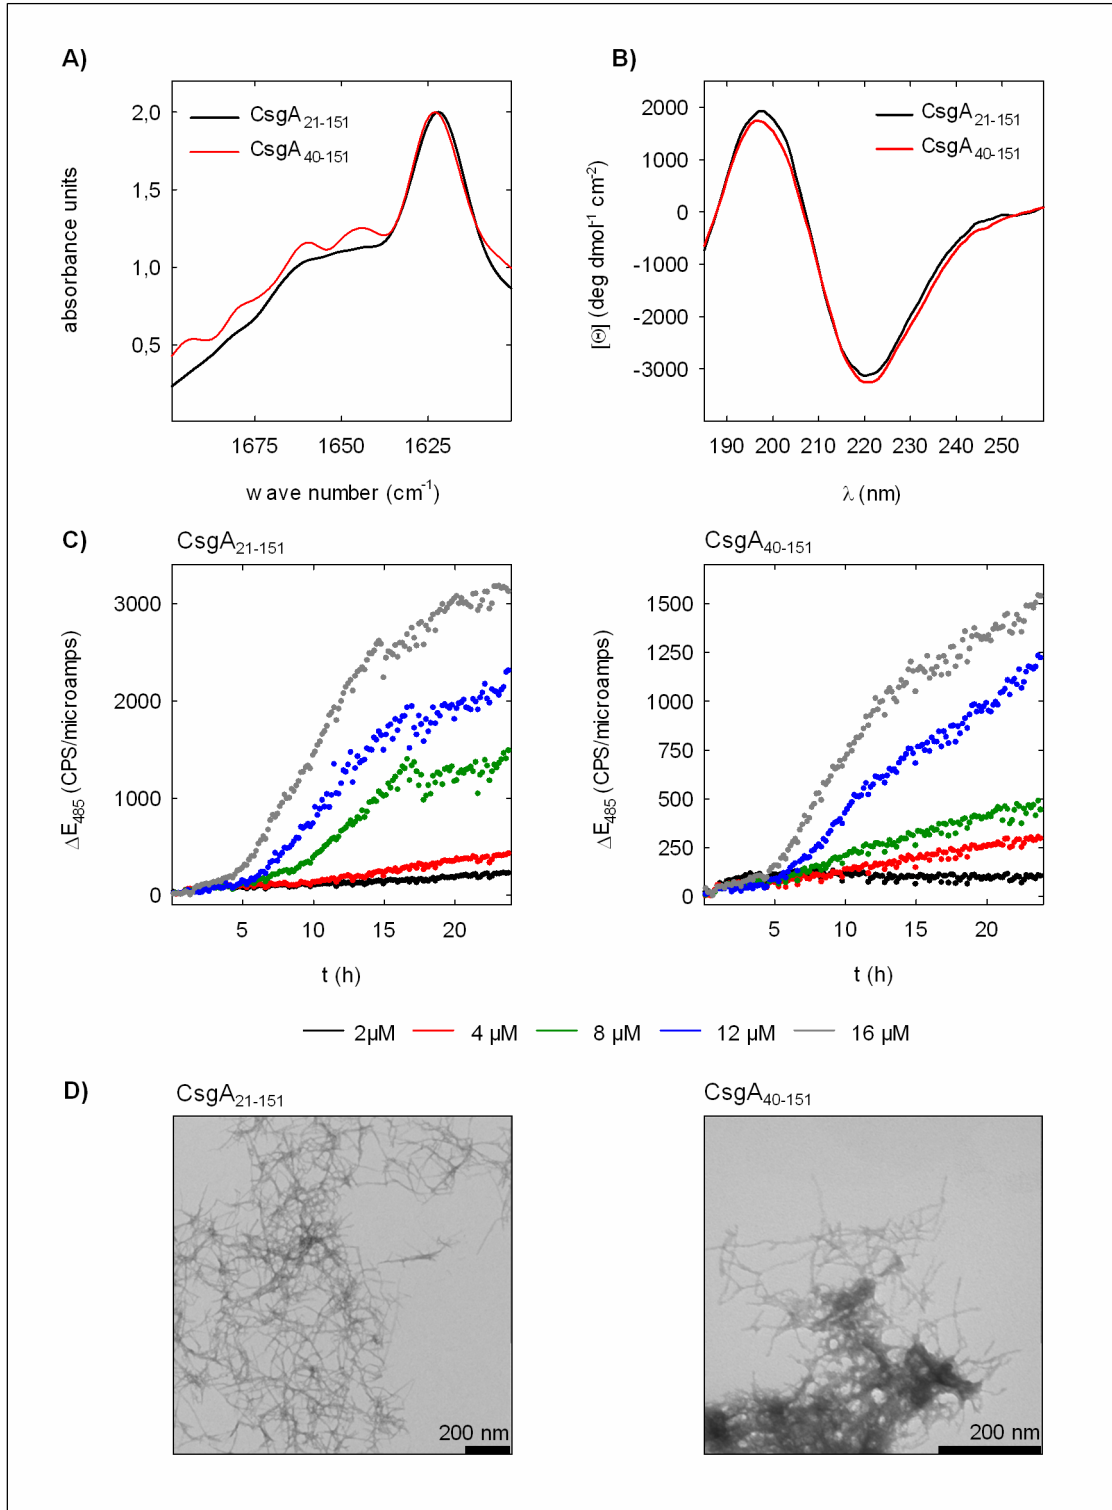 A)
CsgA21-151
CsgA40-151
absorbance units
2,0
1,5
1,0
0,5
1675 1650 1625
wave number (cm-1)
B)
CsgA21-151
CsgA40-151
[Θ] (deg dmol-1 cm-2)
2000
1000
0
-1000
-2000
-3000
190 200 210 220 230 240 250
λ (nm)
C)
CsgA21-151
ΔE485 (CPS/microamps)
3000
2000
1000
0
5 10 15 20
t (h)
CsgA40-151
ΔE485 (CPS/microamps)
1500
1250
1000
750
500
250
0
5 10 15 20
t (h)
2µM 4 µM 8 µM 12 µM 16 µM
D)
CsgA21-151
200 nm
CsgA40-151
200 nm